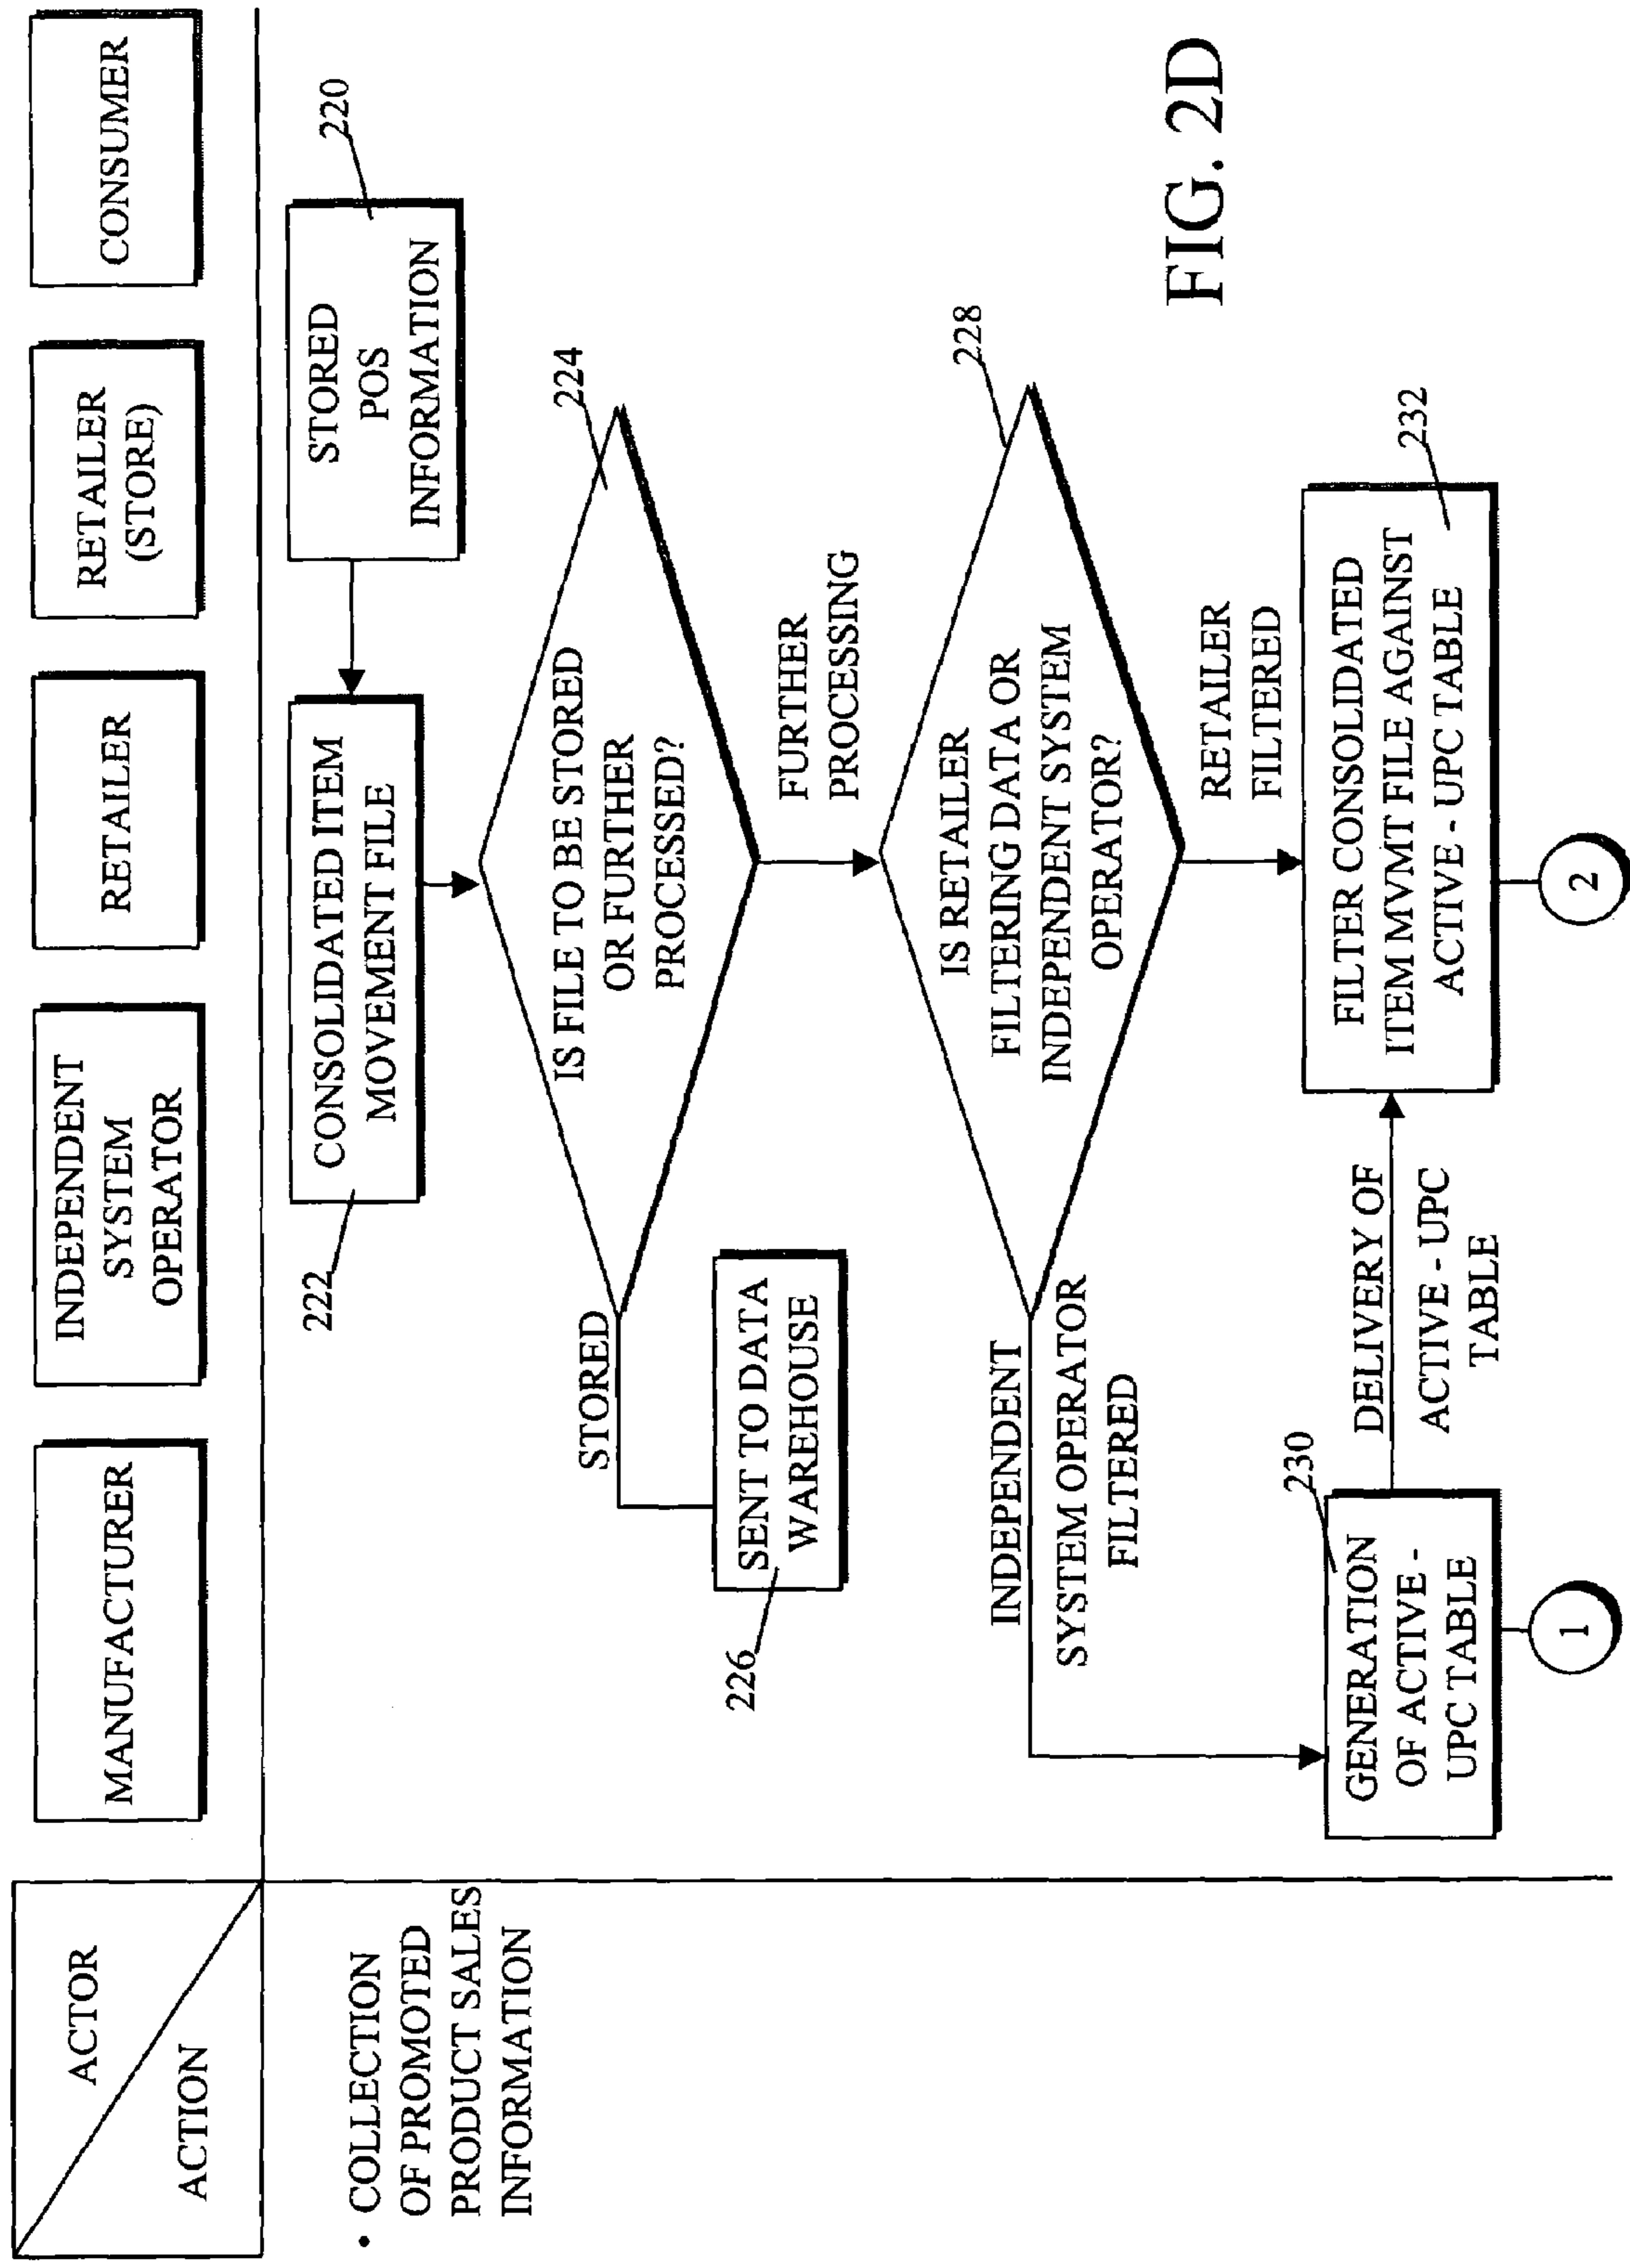 ACTOR
ACTION
MANUFACTURER
INDEPENDENT
SYSTEM
OPERATOR
RETAILER
RETAILER
(STORE)
CONSUMER
• COLLECTION
OF PROMOTED
PRODUCT SALES
INFORMATION
220
STORED
POS
INFORMATION
222
CONSOLIDATED ITEM
MOVEMENT FILE
224
IS FILE TO BE STORED
OR FURTHER
PROCESSED?
STORED
226
SENT TO DATA
WAREHOUSE
FURTHER
PROCESSING
228
IS RETAILER
FILTERING DATA OR
INDEPENDENT SYSTEM
OPERATOR?
INDEPENDENT
SYSTEM OPERATOR
FILTERED
RETAILER
FILTERED
230
GENERATION
OF ACTIVE -
UPC TABLE
DELIVERY OF
ACTIVE - UPC
TABLE
232
FILTER CONSOLIDATED
ITEM MVMT FILE AGAINST
ACTIVE - UPC TABLE
1
2
FIG. 2D